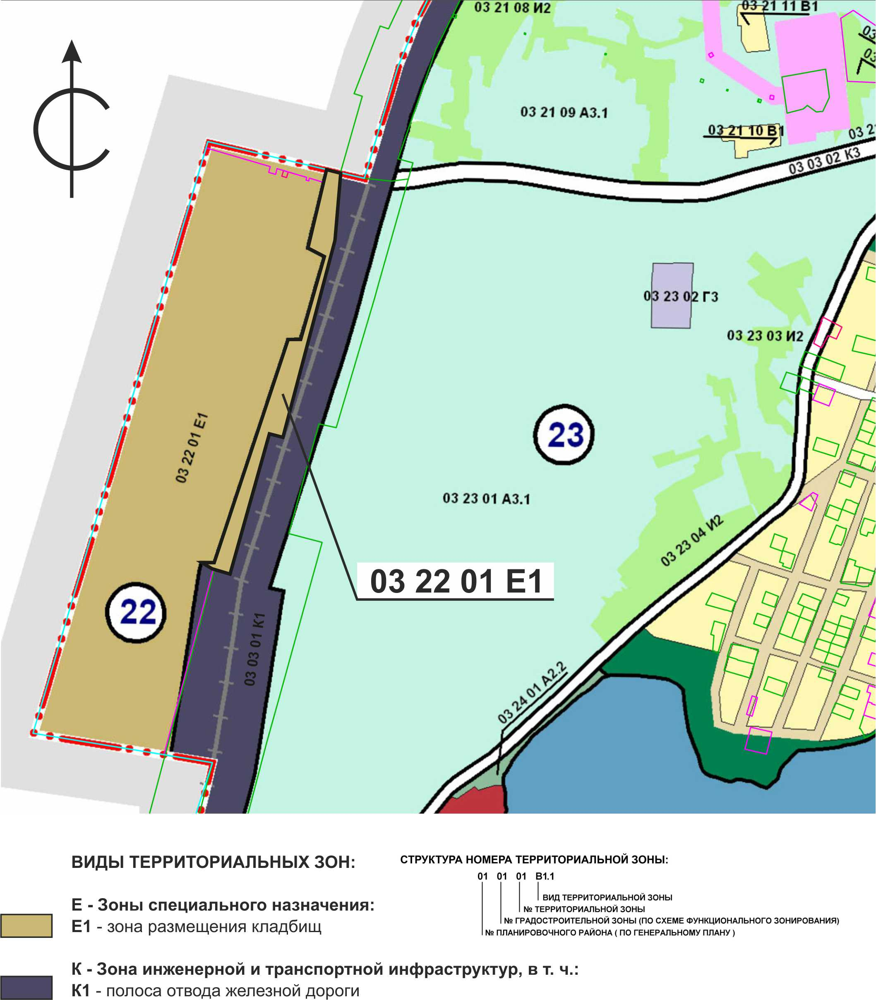 03 21 08 И2
03 21 11 В1
03
03
03 21 09 А3.1
03 21 10 В1
03 2
03 03 02 К3
03 23 02 Г3
03 23 03 И2
03 22 01 Е1
23
03 23 01 А3.1
03 23 04 И2
03 22 01 Е1
22
03 03 01 К1
03 24 01 А2.2
ВИДЫ ТЕРРИТОРИАЛЬНЫХ ЗОН:
Е - Зоны специального назначения:
Е1 - зона размещения кладбищ
К - Зона инженерной и транспортной инфраструктур, в т. ч.:
К1 - полоса отвода железной дороги
СТРУКТУРА НОМЕРА ТЕРРИТОРИАЛЬНОЙ ЗОНЫ:
01 01 01 В1.1
ВИД ТЕРРИТОРИАЛЬНОЙ ЗОНЫ
№ ТЕРРИТОРИАЛЬНОЙ ЗОНЫ
№ ГРАДОСТРОИТЕЛЬНОЙ ЗОНЫ (ПО СХЕМЕ ФУНКЦИОНАЛЬНОГО ЗОНИРОВАНИЯ)
№ ПЛАНИРОВОЧНОГО РАЙОНА ( ПО ГЕНЕРАЛЬНОМУ ПЛАНУ )